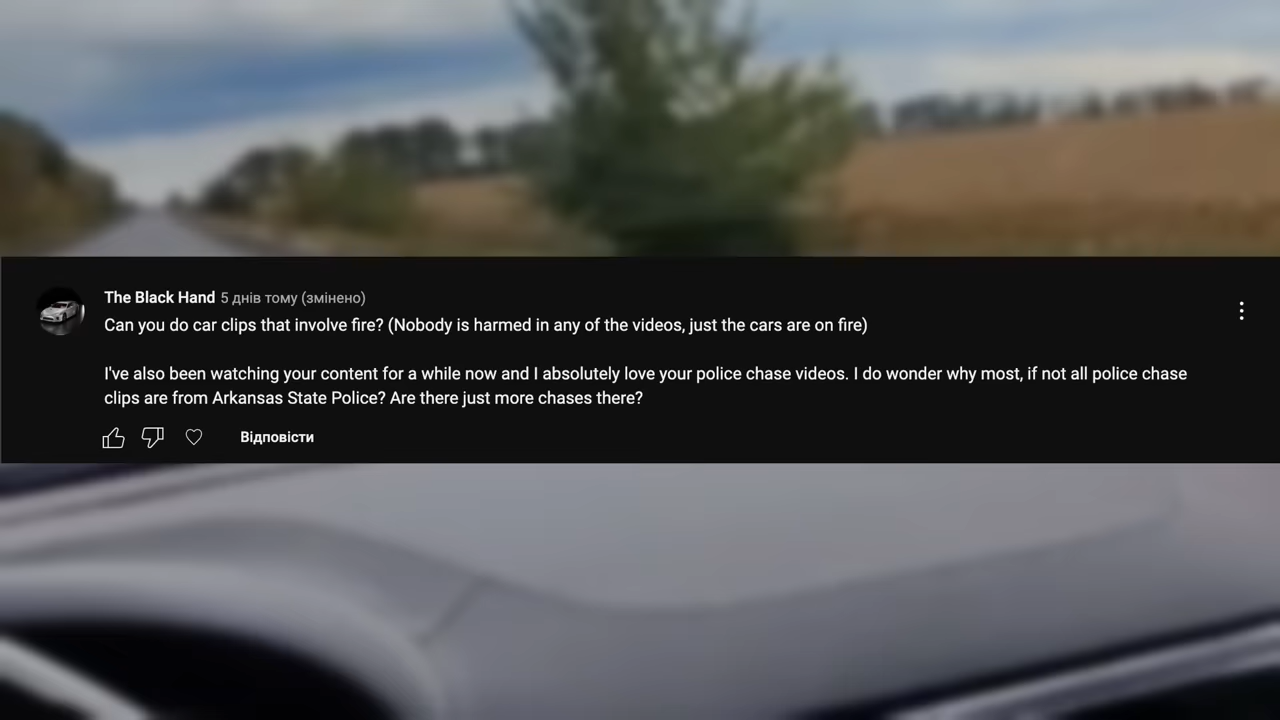 The Black Hand 5 днів тому (змінено)
Can you do car clips that involve fire? (Nobody is harmed in any of the videos, just the cars are on fire)
I've also been watching your content for a while now and I absolutely love your police chase videos. I do wonder why most, if not all police chase
clips are from Arkansas State Police? Are there just more chases there?
Відповісти